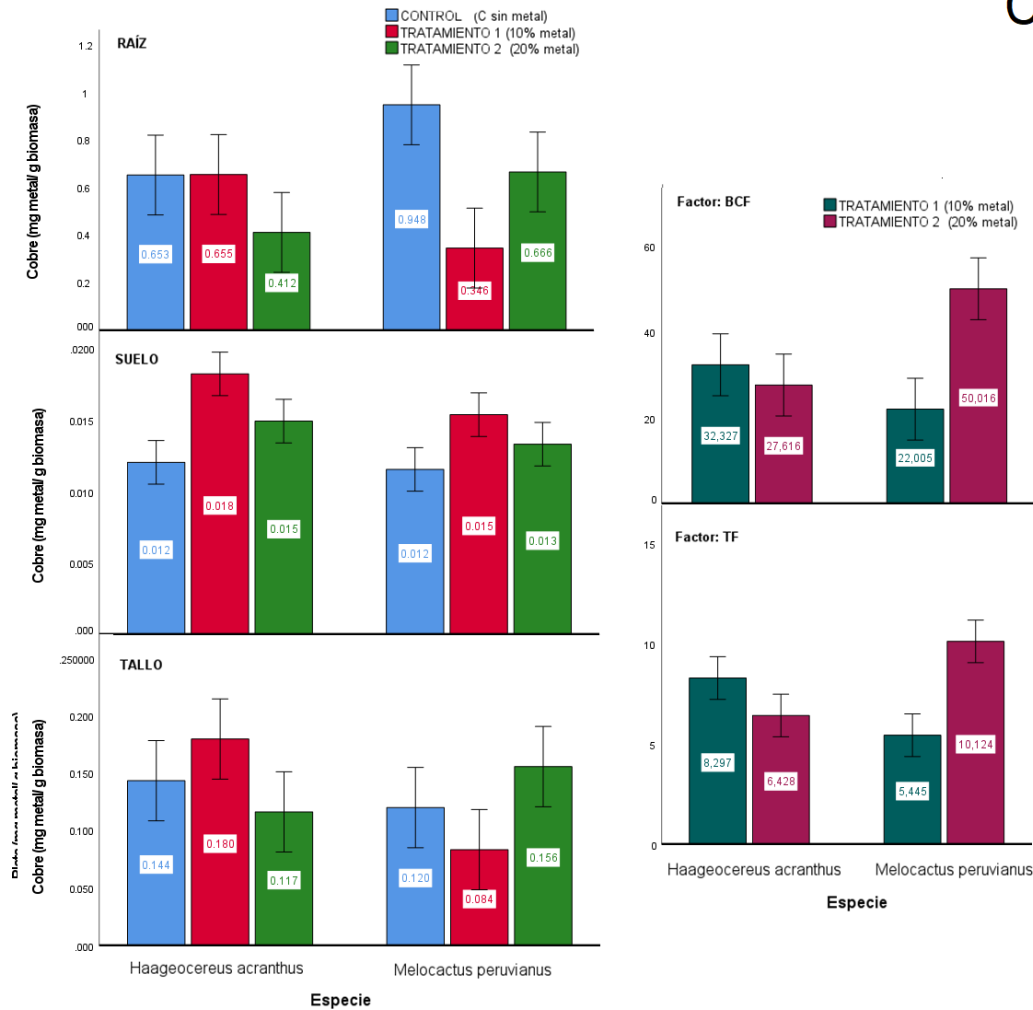 CONTROL (C sin metal)
TRATAMIENTO 1 (10% metal)
TRATAMIENTO 2 (20% metal)
RAÍZ
Cobre (mg metal/ g biomasa)
1.2
1
0.8
0.6
0.4
0.2
000
0.653
0.655
0.412
0.948
0.346
0.666
SUELO
Cobre (mg metal/ g biomasa)
.0200
0.015
0.010
0.005
.000
0.012
0.018
0.015
0.012
0.015
0.013
TALLO
Cobre (mg metal/ g biomasa)
.250000
0.200
0.150
0.100
0.050
.000
0.144
0.180
0.117
0.120
0.084
0.156
Haageocereus acranthus
Melocactus peruvianus
Especie
Factor: BCF
TRATAMIENTO 1 (10% metal)
TRATAMIENTO 2 (20% metal)
60
40
20
0
32,327
27,616
22,005
50,016
Factor: TF
15
10
5
0
8,297
6,428
5,445
10,124
Haageocereus acranthus
Melocactus peruvianus
Especie